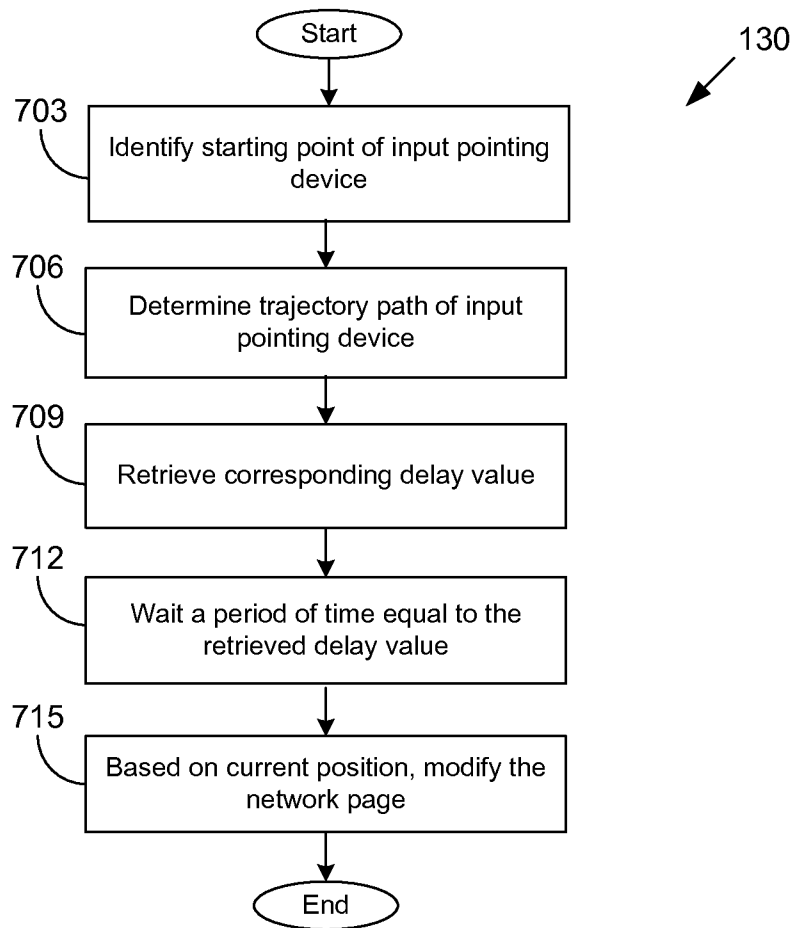 Start
130
703
Identify starting point of input pointing
device
706
Determine trajectory path of input
pointing device
709
Retrieve corresponding delay value
712
Wait a period of time equal to the
retrieved delay value
715
Based on current position, modify the
network page
End